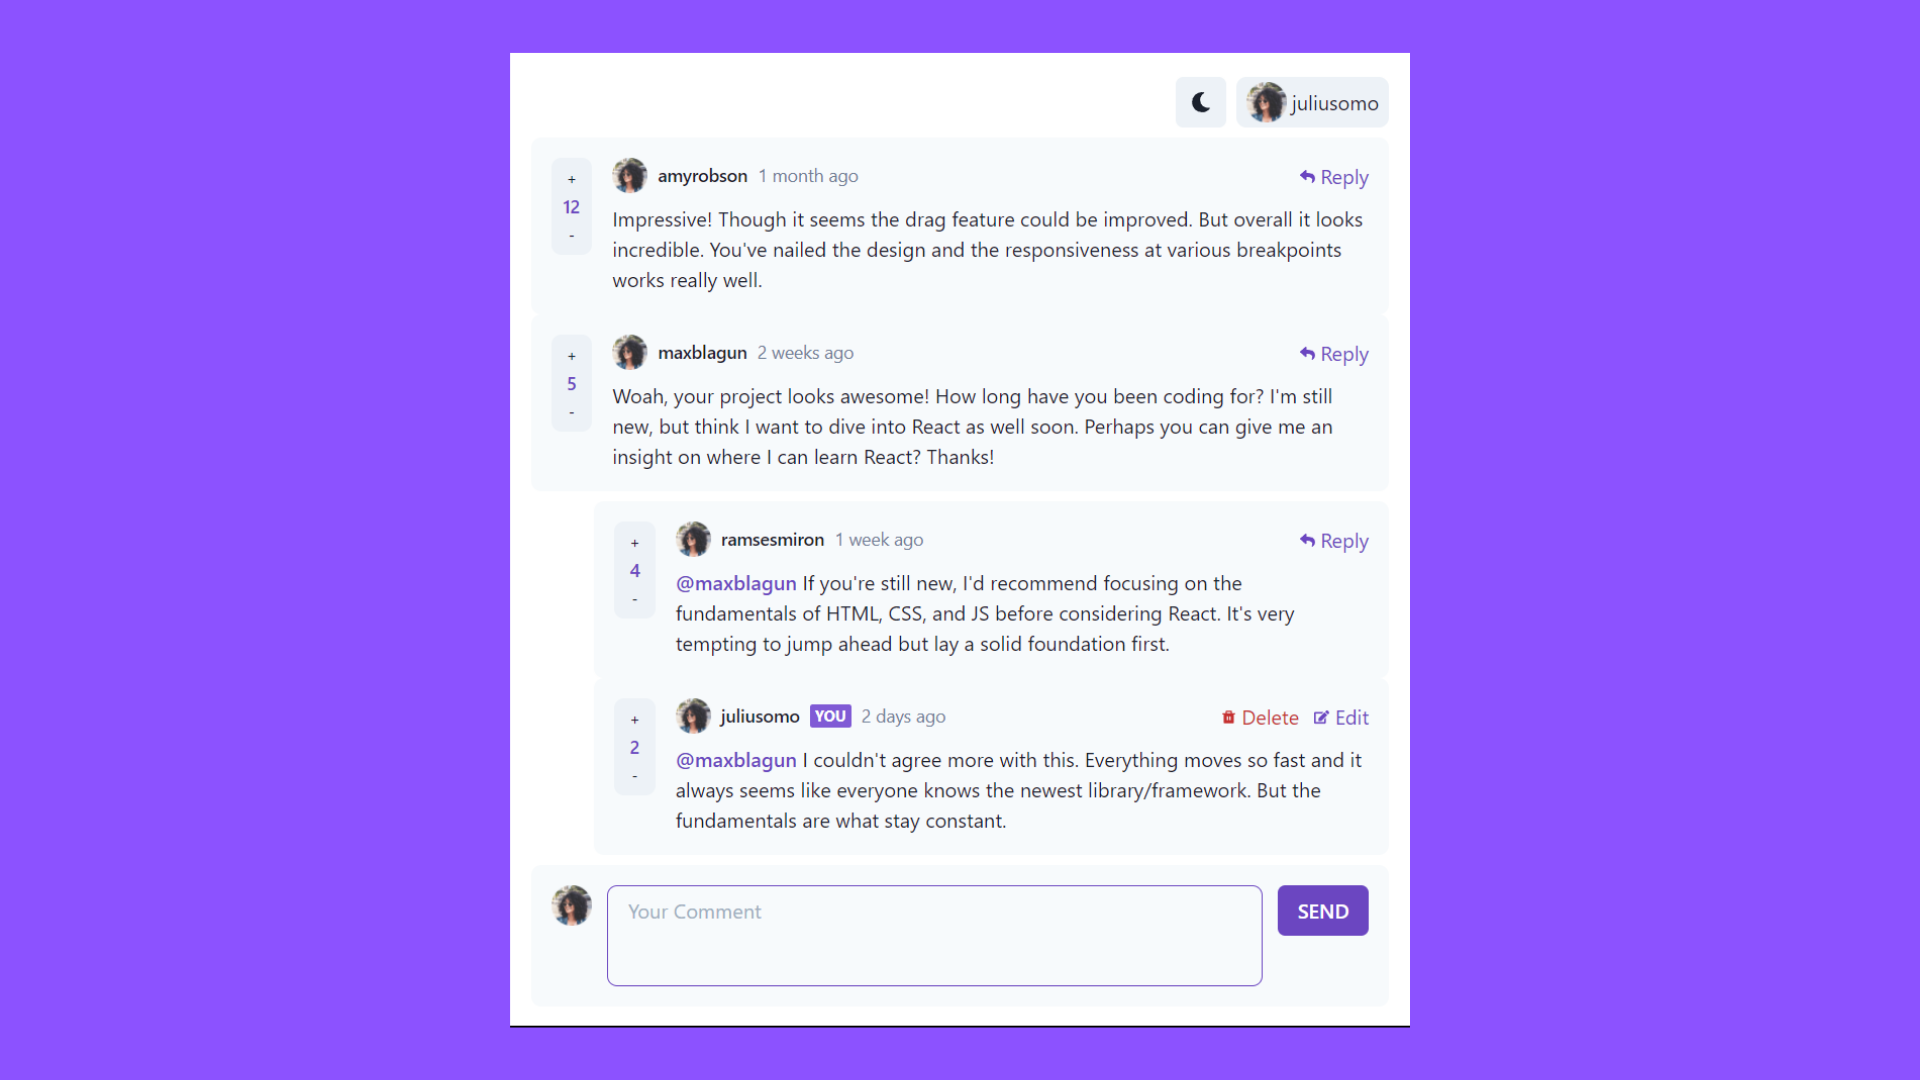 juliusomo
amyrobson 1 month ago Reply
+
12
-
Impressive! Though it seems the drag feature could be improved. But overall it looks
incredible. You've nailed the design and the responsiveness at various breakpoints
works really well.
maxblagun 2 weeks ago Reply
+
5
-
Woah, your project looks awesome! How long have you been coding for? I'm still
new, but think I want to dive into React as well soon. Perhaps you can give me an
insight on where I can learn React? Thanks!
ramsesmiron 1 week ago Reply
+
4
-
@maxblagun If you're still new, I'd recommend focusing on the
fundamentals of HTML, CSS, and JS before considering React. It's very
tempting to jump ahead but lay a solid foundation first.
juliusomo YOU 2 days ago Delete Edit
+
2
-
@maxblagun I couldn't agree more with this. Everything moves so fast and it
always seems like everyone knows the newest library/framework. But the
fundamentals are what stay constant.
Your Comment
SEND